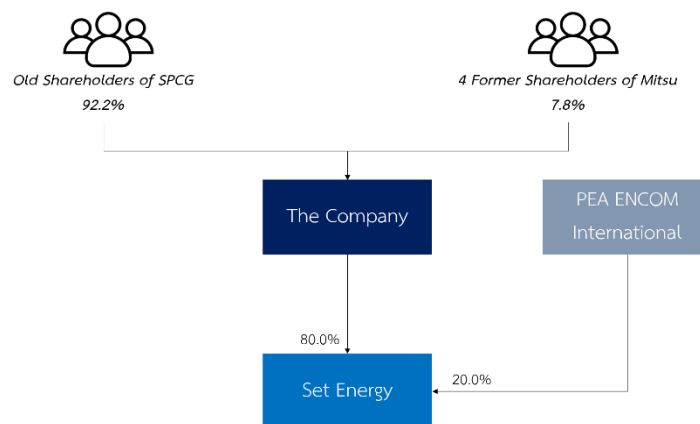 Old Shareholders of SPCG
92.2%
4 Former Shareholders of Mitsu
7.8%
The Company
PEA ENCOM
International
80.0%
20.0%
Set Energy